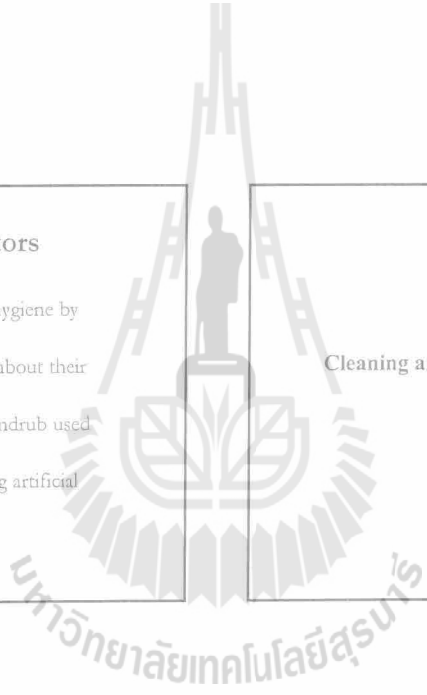 tors
ygiene by
about their
ndrub used
g artificial
Cleaning a
มหาวิทยาลัยเทคโนโลยีสุรนารี